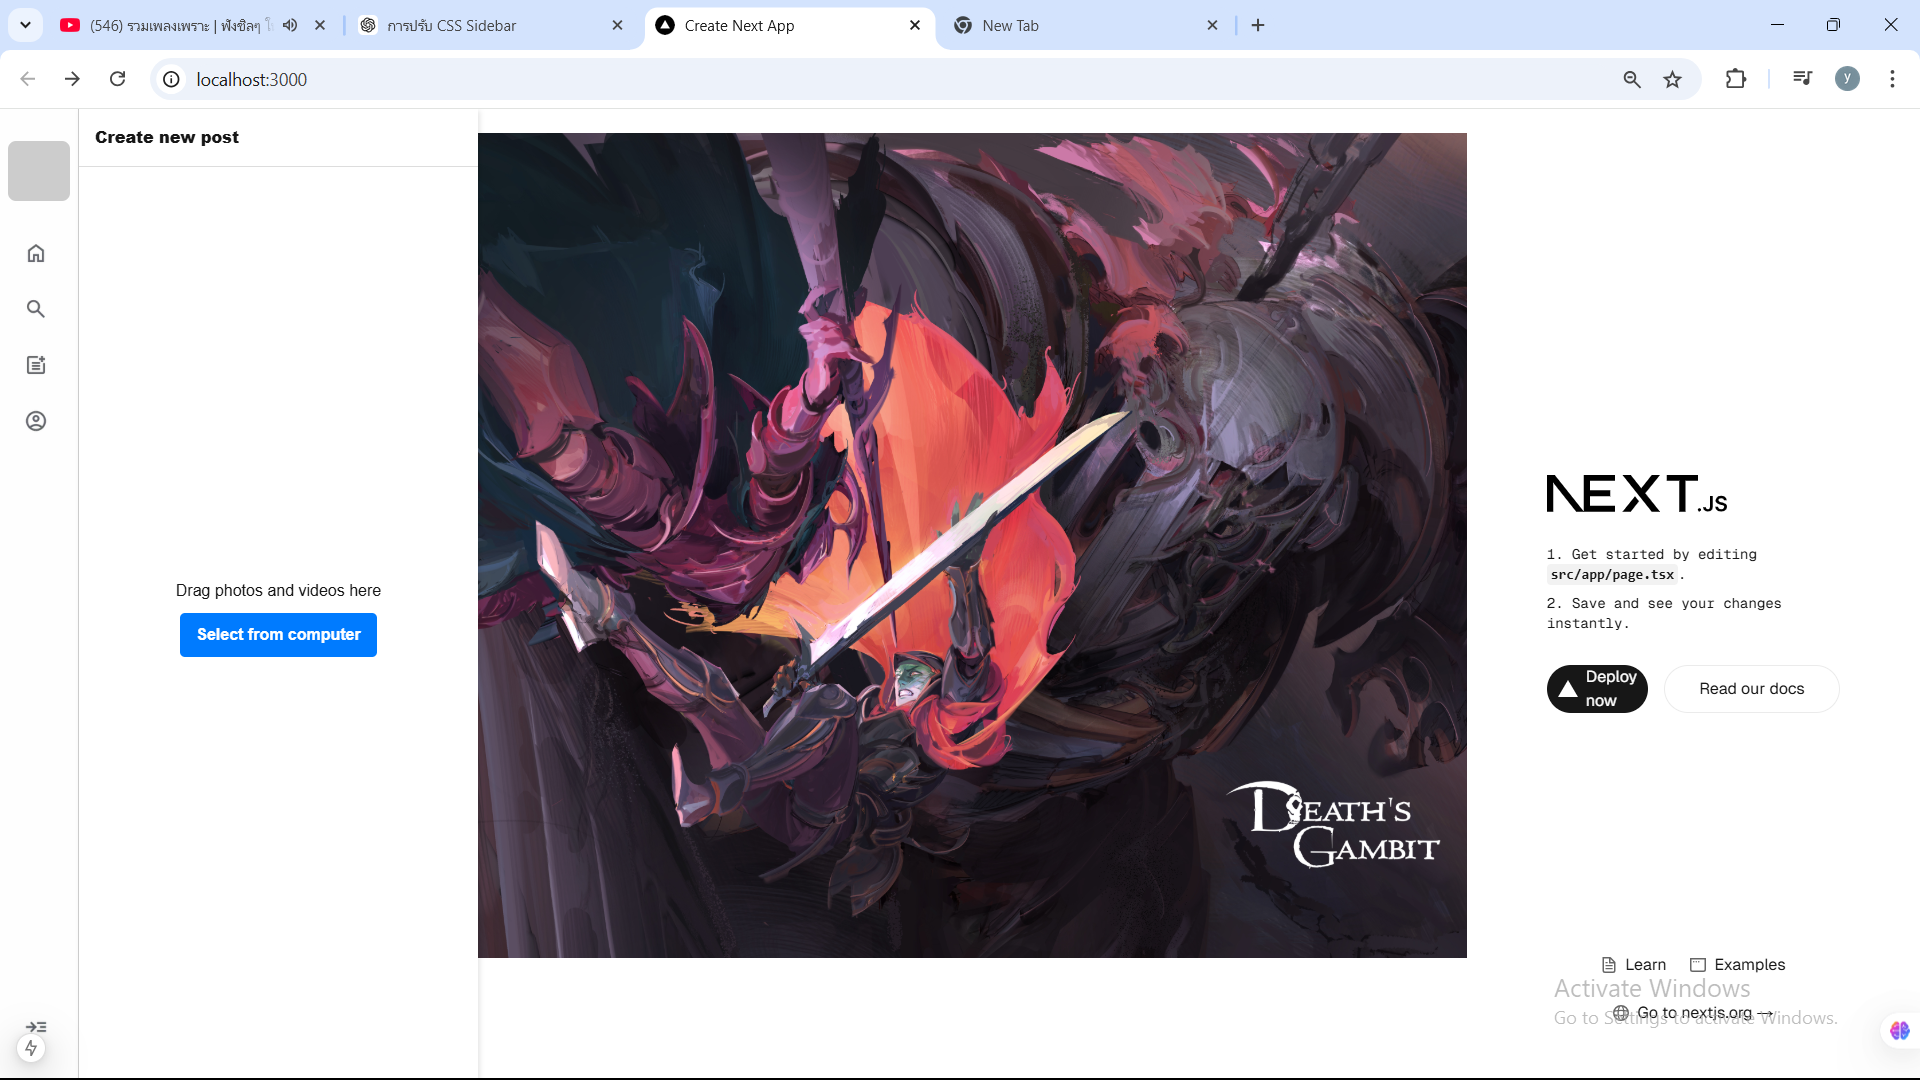 (546) รวมเพลงเพราะ | ฟังชิลๆ
การปรับ CSS Sidebar
Create Next App
New Tab
localhost:3000
y
Create new post
Drag photos and videos here
Select from computer
DEATH'S
GAMBIT
NEXT.JS
1. Get started by editing
src/app/page.tsx.
2. Save and see your changes
instantly.
Deploy
now
Read our docs
Learn
Examples
Activate Windows
Go to nextjs.org →
Go to Settings to activate Windows.